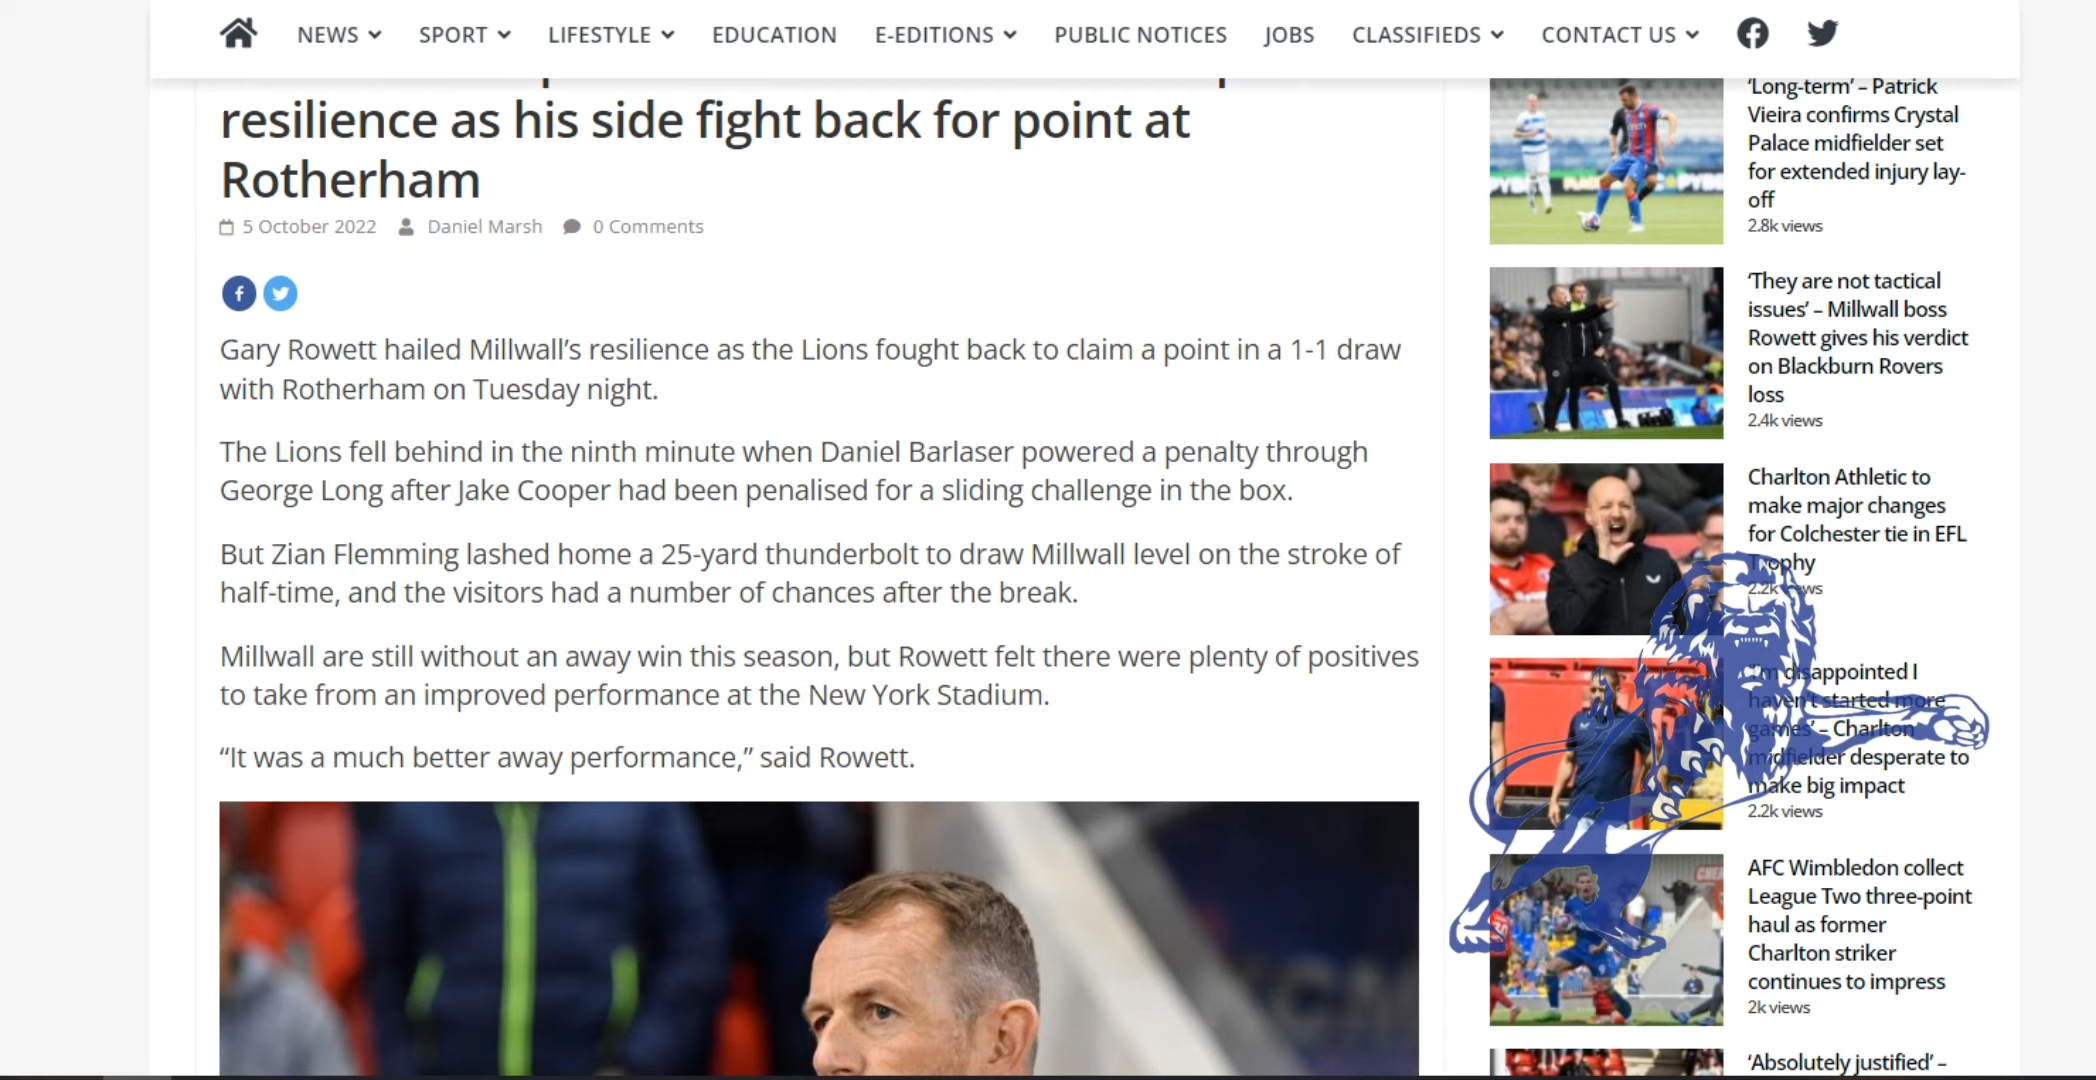 NEWS
SPORT
LIFESTYLE
EDUCATION
E-EDITIONS
PUBLIC NOTICES
JOBS
CLASSIFIEDS
CONTACT US
resilience as his side fight back for point at
Rotherham
5 October 2022 Daniel Marsh 0 Comments
Gary Rowett hailed Millwall’s resilience as the Lions fought back to claim a point in a 1-1 draw
with Rotherham on Tuesday night.
The Lions fell behind in the ninth minute when Daniel Barlaser powered a penalty through
George Long after Jake Cooper had been penalised for a sliding challenge in the box.
But Zian Flemming lashed home a 25-yard thunderbolt to draw Millwall level on the stroke of
half-time, and the visitors had a number of chances after the break.
Millwall are still without an away win this season, but Rowett felt there were plenty of positives
to take from an improved performance at the New York Stadium.
“It was a much better away performance,” said Rowett.
‘Long-term’ – Patrick
Vieira confirms Crystal
Palace midfielder set
for extended injury lay-
off
2.8k views
‘They are not tactical
issues’ – Millwall boss
Rowett gives his verdict
on Blackburn Rovers
loss
2.4k views
Charlton Athletic to
make major changes
for Colchester tie in EFL
Trophy
2.2k views
‘I’m disappointed I
haven’t started more
games’ – Charlton
midfielder desperate to
make big impact
2.2k views
AFC Wimbledon collect
League Two three-point
haul as former
Charlton striker
continues to impress
2k views
‘Absolutely justified’ –